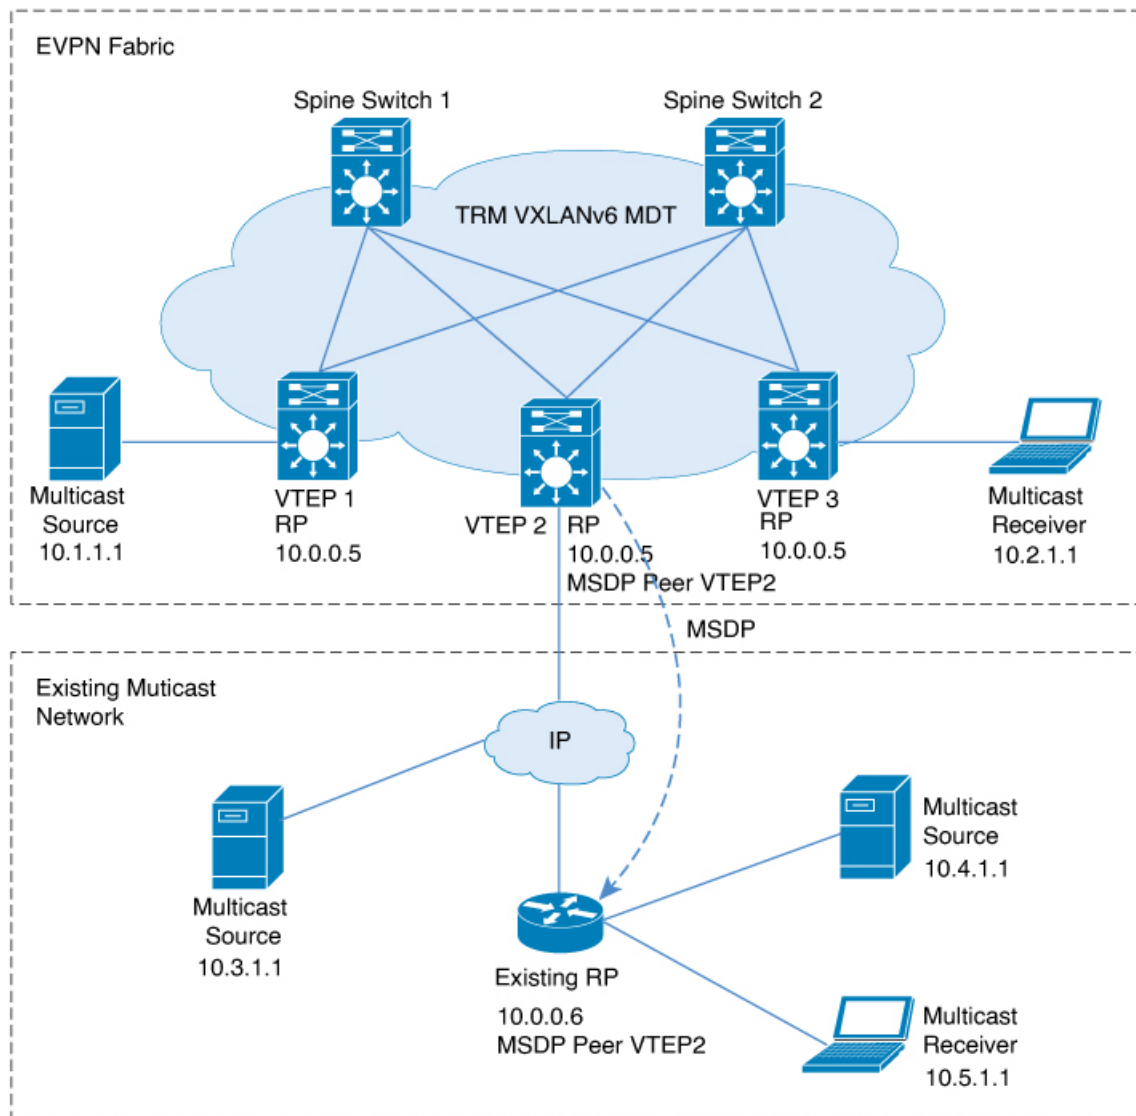 EVPN Fabric
Spine Switch 1
Spine Switch 2
TRM VXLANv6 MDT
Multicast
Source
10.1.1.1
VTEP 1
RP
10.0.0.5
VTEP 2
RP
10.0.0.5
MSDP Peer VTEP2
VTEP 3
RP
10.0.0.5
Multicast
Receiver
10.2.1.1
MSDP
Existing Muticast
Network
IP
Multicast
Source
10.3.1.1
Multicast
Source
10.4.1.1
Existing RP
10.0.0.6
MSDP Peer VTEP2
Multicast
Receiver
10.5.1.1